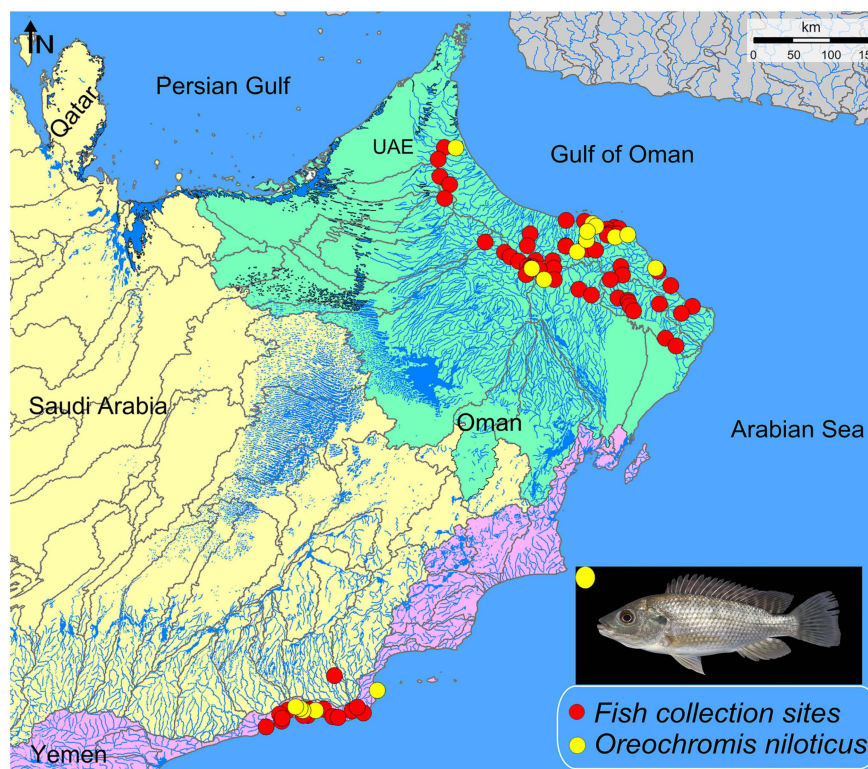 N
km
0 50 100 15
Persian Gulf
Qatar
UAE
Gulf of Oman
Saudi Arabia
Oman
Arabian Sea
Yemen
Fish collection sites
Oreochromis niloticus